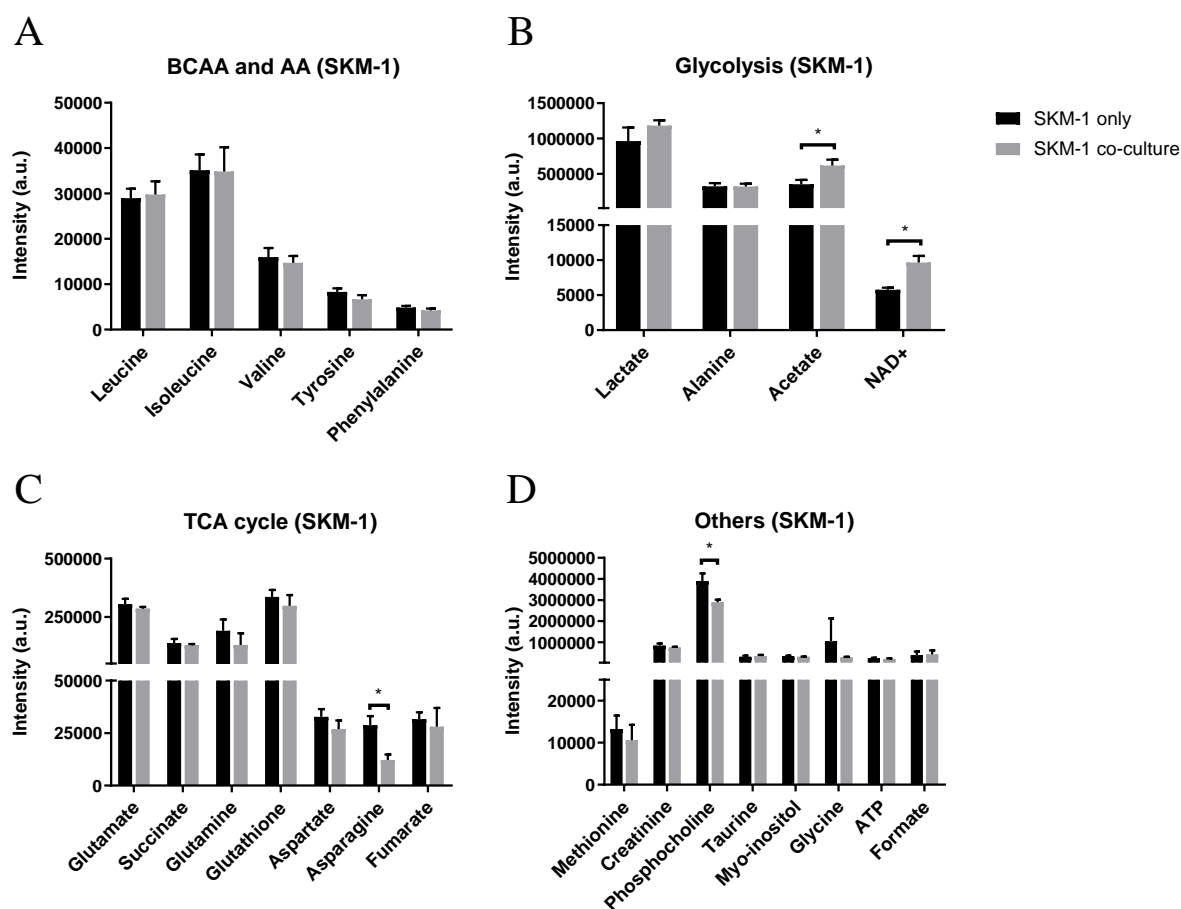 A
BCAA and AA (SKM-1)
Intensity (a.u.)
50000
40000
30000
20000
10000
0
Leucine
Isoleucine
Valine
Tyrosine
Phenylalanine
B
Glycolysis (SKM-1)
Intensity (a.u.)
1500000
1000000
500000
15000
10000
5000
0
*
*
Lactate
Alanine
Acetate
NAD+
SKM-1 only
SKM-1 co-culture
C
TCA cycle (SKM-1)
Intensity (a.u.)
500000
250000
50000
25000
0
*
Glutamate
Succinate
Glutamine
Glutathione
Aspartate
Asparagine
Fumarate
D
Others (SKM-1)
Intensity (a.u.)
5000000
4000000
3000000
2000000
1000000
20000
10000
0
*
Methionine
Creatinine
Phosphocholine
Taurine
Myo-inositol
Glycine
ATP
Formate